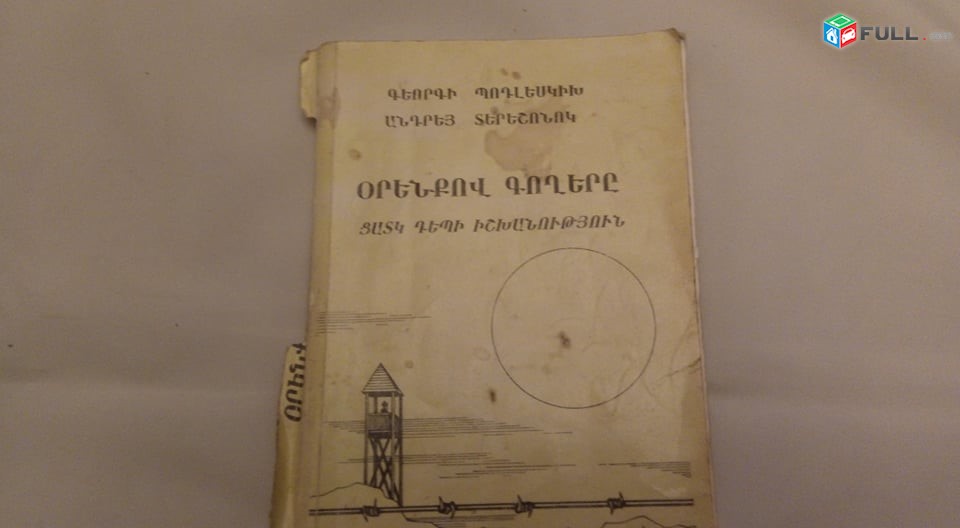 FULL
ԳԵՈՐԳԻ ՊՈԴԼԵՍԿԻԽ
ԱՆԴՐԵՅ ՏԵՐԵՇՈՆՈԿ
ՕՐԵՆՔՈՎ ԳՈՂԵՐԸ
ՑԱՏԿ ԴԵՊԻ ԻՇԽԱՆՈՒԹՅՈՒՆ